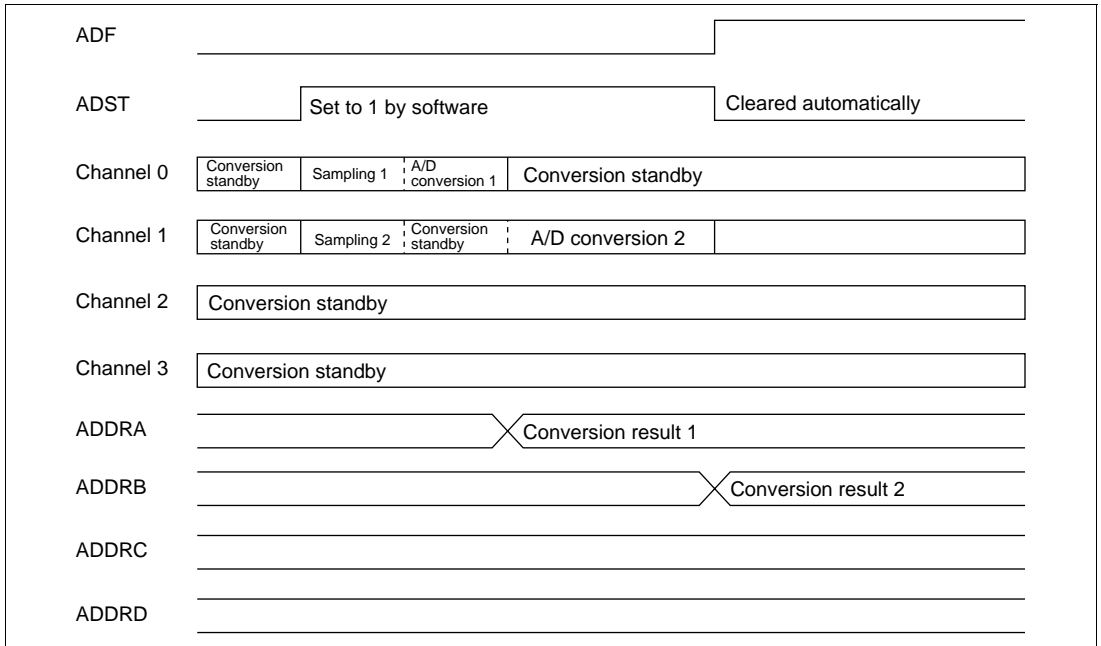 ADF
ADST
Set to 1 by software
Cleared automatically
Channel 0
Conversion
standby
Sampling 1
A/D
conversion 1
Conversion standby
Channel 1
Conversion
standby
Sampling 2
Conversion
standby
A/D conversion 2
Channel 2
Conversion standby
Channel 3
Conversion standby
ADDRA
Conversion result 1
ADDRB
Conversion result 2
ADDRC
ADDRD